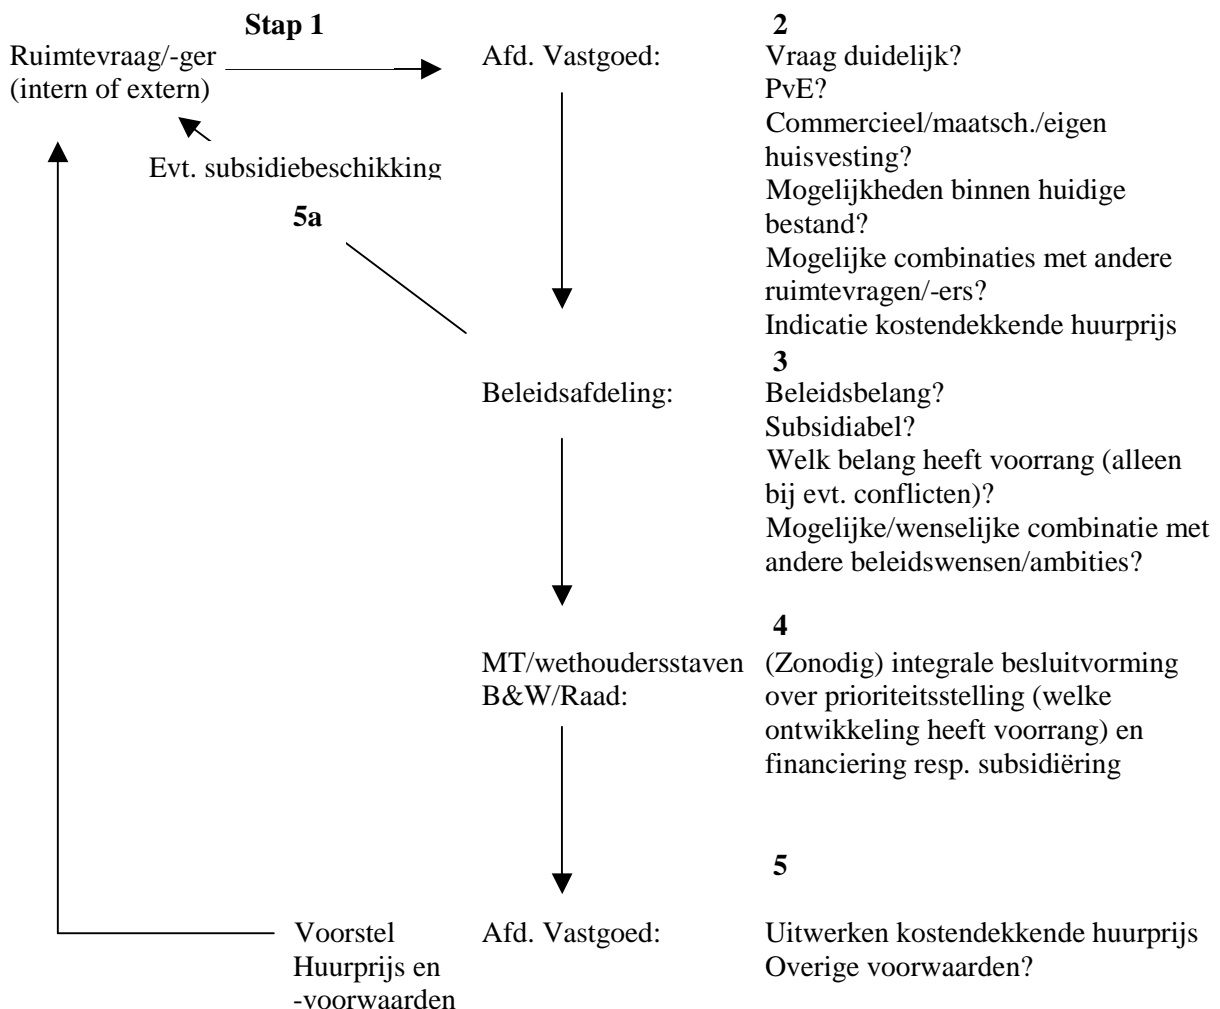 Stap 1
Ruimtevraag/-ger
(intern of extern)
Afd. Vastgoed:
2
Vraag duidelijk?
PvE?
Commercieel/maatsch./eigen
huisvesting?
Mogelijkheden binnen huidige
bestand?
Mogelijke combinaties met andere
ruimtevragen/-ers?
Indicatie kostendekkende huurprijs
Evt. subsidiebeschikking
5a
3
Beleidsafdeling:
Beleidsbelang?
Subsidiabel?
Welk belang heeft voorrang (alleen
bij evt. conflicten)?
Mogelijke/wenselijke combinatie met
andere beleidswensen/ambities?
4
MT/wethoudersstaven
B&W/Raad:
(Zonodig) integrale besluitvorming
over prioriteitsstelling (welke
ontwikkeling heeft voorrang) en
financiering resp. subsidiëring
5
Voorstel
Huurprijs en
-voorwaarden
Afd. Vastgoed:
Uitwerken kostendekkende huurprijs
Overige voorwaarden?